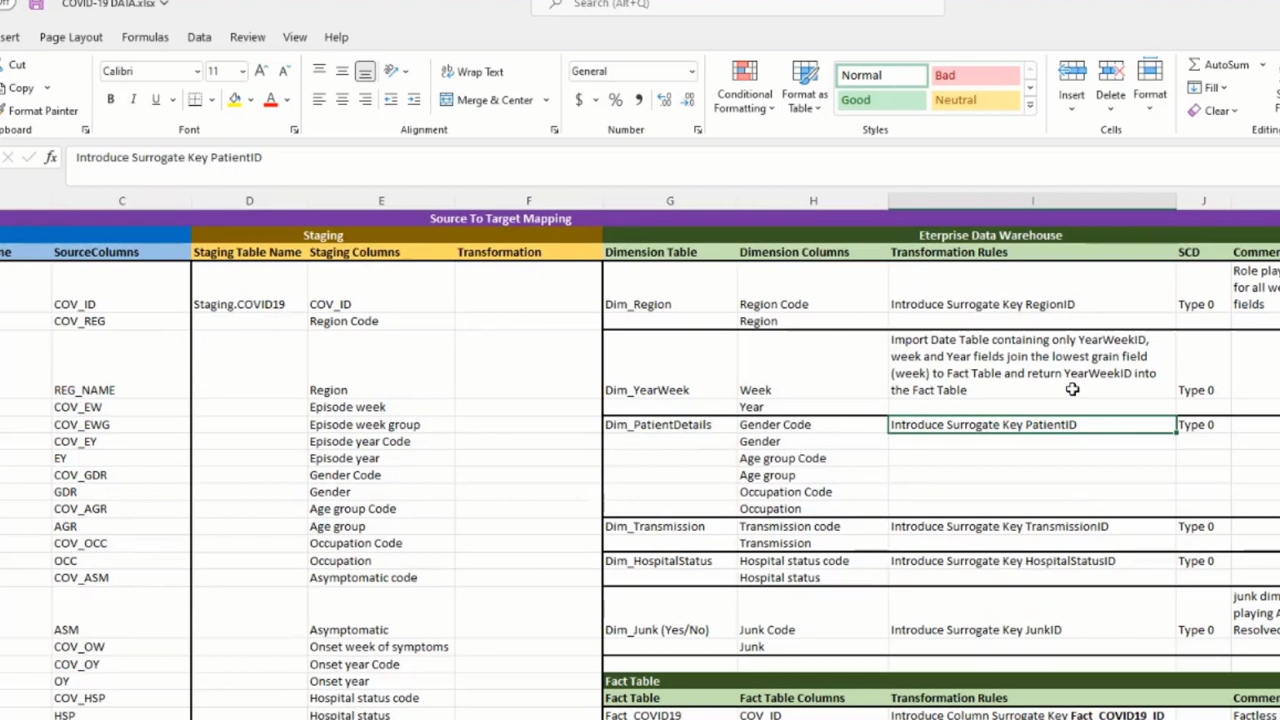 COVID-19 DATA.xlsx
Search (Alt+Q)
Page Layout Formulas Data Review View Help
Cut
Copy
Format Painter
Calibri 11
B I U
Font
Wrap Text
Merge & Center
Alignment
General
$ % 9
Number
Conditional Formatting
Format as Table
Normal Bad
Good Neutral
Styles
Insert Delete Format
Cells
AutoSum
Fill
Clear
fx Introduce Surrogate Key PatientID
C D E F G H I J
Source To Target Mapping
Staging Eterprise Data Warehouse
SourceColumns Staging Table Name Staging Columns Transformation Dimension Table Dimension Columns Transformation Rules SCD
Role play
for all we
COV_ID Staging.COVID19 COV_ID Dim_Region Region Code Introduce Surrogate Key RegionID Type 0 fields
COV_REG Region Code Region
Import Date Table containing only YearWeekID,
week and Year fields join the lowest grain field
(week) to Fact Table and return YearWeekID into
REG_NAME Region Dim_YearWeek Week the Fact Table Type 0
COV_EW Episode week Year
COV_EWG Episode week group Dim_PatientDetails Gender Code Introduce Surrogate Key PatientID Type 0
COV_EY Episode year Code Gender
EY Episode year Age group Code
COV_GDR Gender Code Age group
GDR Gender Occupation Code
COV_AGR Age group Code Occupation
AGR Age group Dim_Transmission Transmission code Introduce Surrogate Key TransmissionID Type 0
COV_OCC Occupation Code Transmission
OCC Occupation Dim_HospitalStatus Hospital status code Introduce Surrogate Key HospitalStatusID Type 0
COV_ASM Asymptomatic code Hospital status
junk dim
playing A
ASM Asymptomatic Dim_Junk (Yes/No) Junk Code Introduce Surrogate Key JunkID Type 0 Resolved
COV_OW Onset week of symptoms Junk
COV_OY Onset year Code
OY Onset year Fact Table
COV_HSP Hospital status code Fact Table Fact Table Columns Transformation Rules
HSP Hospital status Fact_COVID19 COV_ID Introduce Column Surrogate Key Fact_COVID19_ID Factless